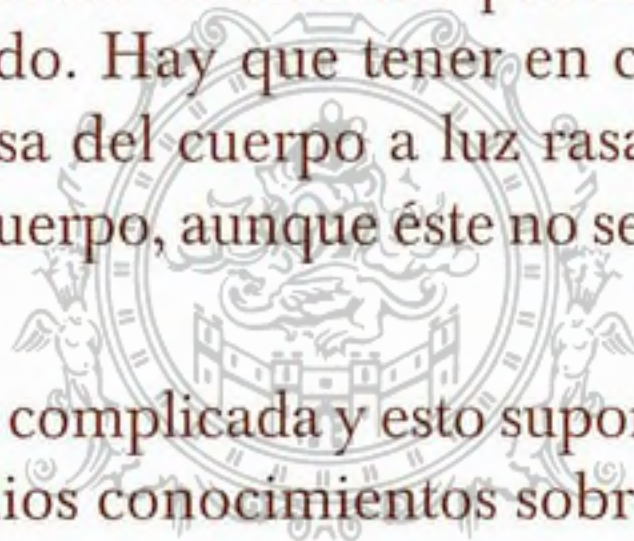 do. Hay que tener en c
sa del cuerpo a luz rasa
uerpo, aunque éste no se
complicada y esto supo
ios conocimientos sobr